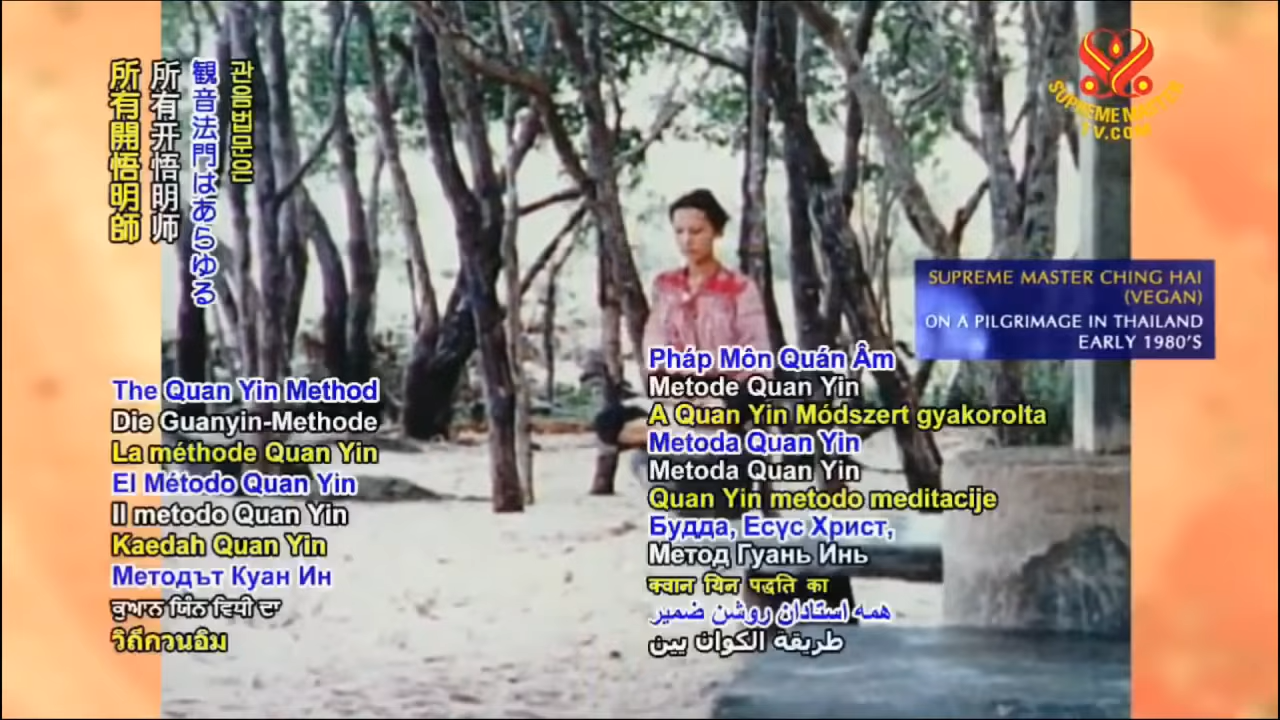 所有開悟明師
所有开悟明师
観音法門はあらゆる
관음법문은
SUPREME MASTER
TV.COM
SUPREME MASTER CHING HAI
(VEGAN)
ON A PILGRIMAGE IN THAILAND
EARLY 1980'S
The Quan Yin Method
Die Guanyin-Methode
La méthode Quan Yin
El Método Quan Yin
Il metodo Quan Yin
Kaedah Quan Yin
Методът Куан Ин
ਕੁਆਨ ਯਿੰਨ ਵਿਧੀ ਦਾ
วิถีกวนอิม
Pháp Môn Quán Âm
Metode Quan Yin
A Quan Yin Módszert gyakorolta
Metoda Quan Yin
Metoda Quan Yin
Quan Yin metodo meditacije
Будда, Есүс Христ,
Метод Гуань Инь
क्वान यिन पद्धति का
همه استادان روشن ضمیر
طريقة الكوان يين